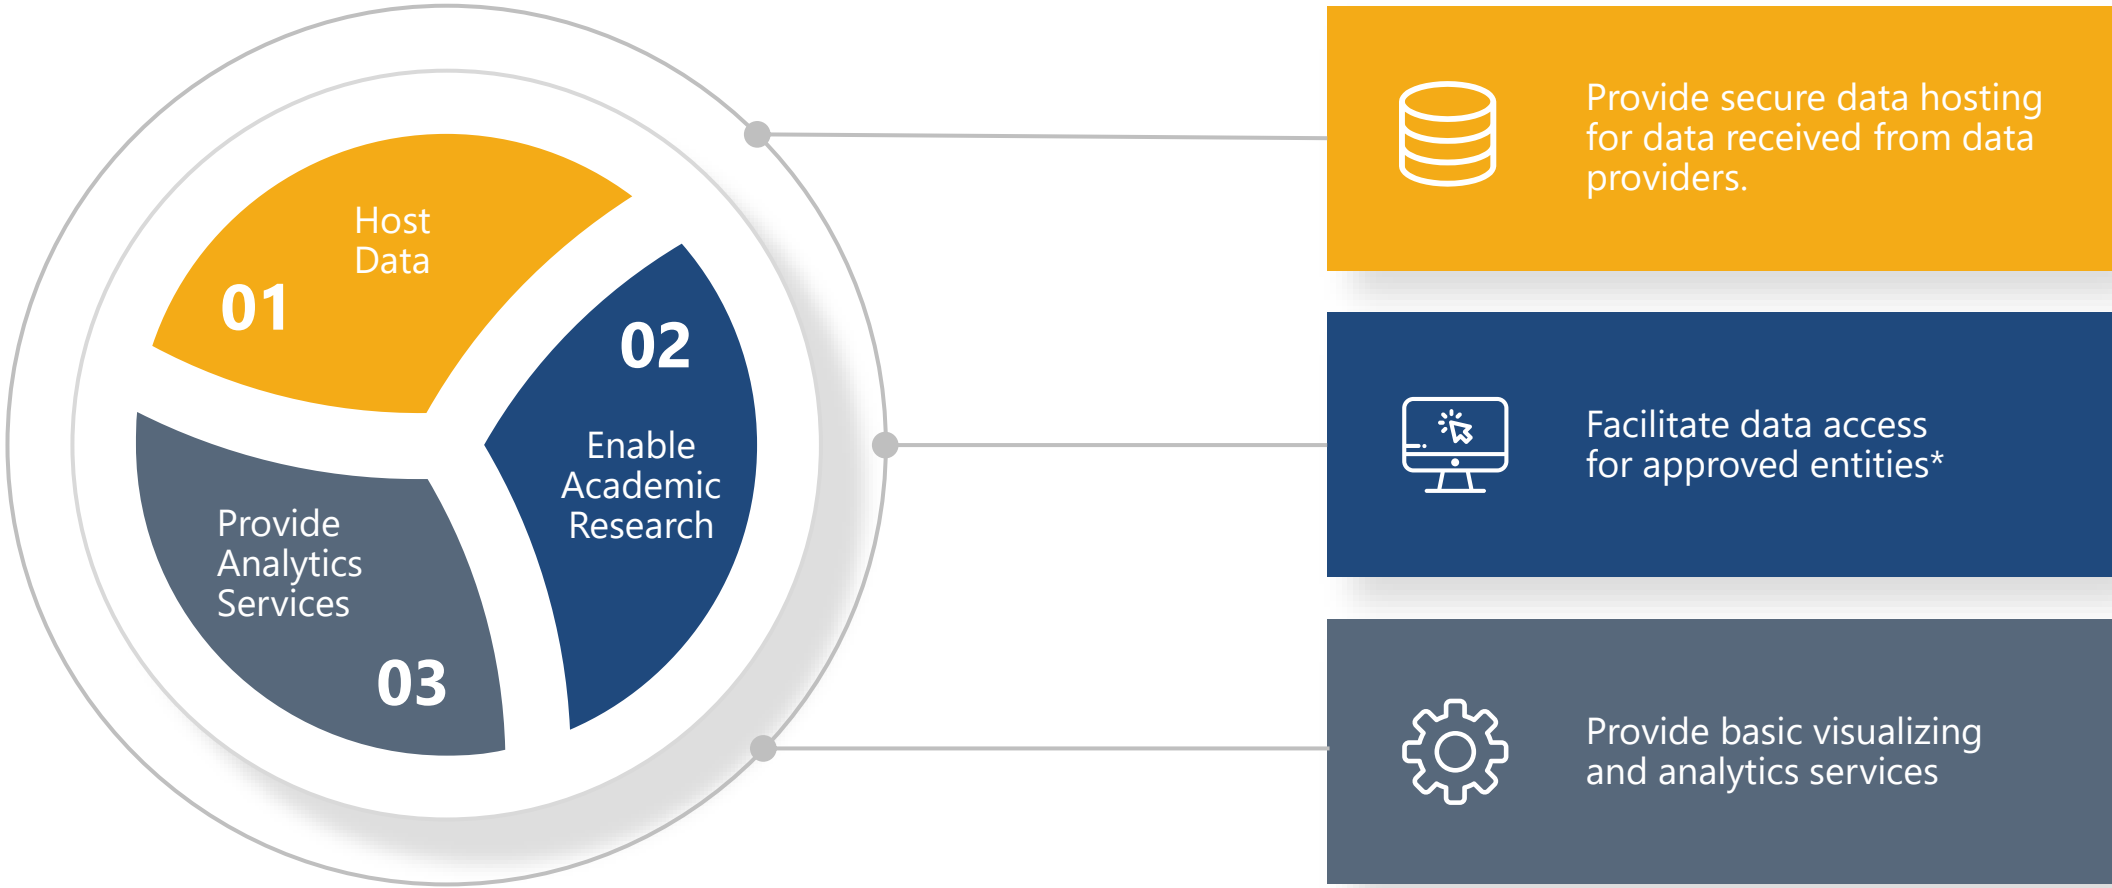 Host
Data
01
02
Enable
Academic
Research
Provide
Analytics
Services
03
Provide secure data hosting
for data received from data
providers.
Facilitate data access
for approved entities*
Provide basic visualizing
and analytics services